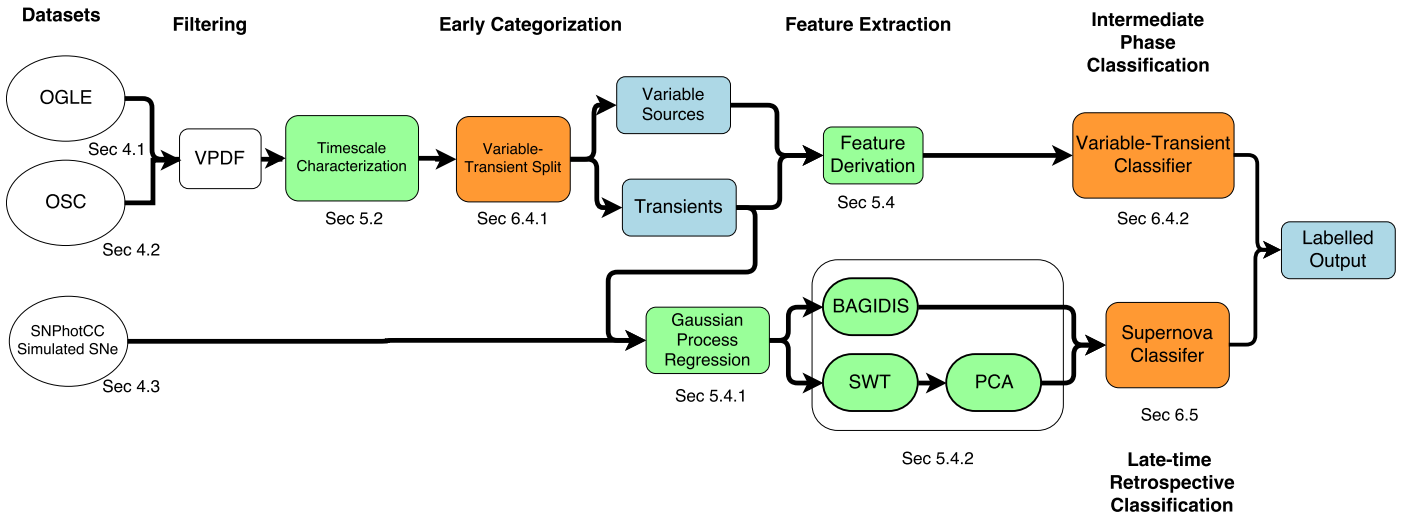 Datasets
Filtering
Early Categorization
Feature Extraction
Intermediate
Phase
Classification
OGLE
Sec 4.1
OSC
Sec 4.2
VPDF
Timescale
Characterization
Sec 5.2
Variable-
Transient Split
Sec 6.4.1
Variable
Sources
Transients
Feature
Derivation
Sec 5.4
Variable-Transient
Classifier
Sec 6.4.2
Labelled
Output
SNPhotCC
Simulated SNe
Sec 4.3
Gaussian
Process
Regression
Sec 5.4.1
BAGIDIS
SWT
PCA
Sec 5.4.2
Supernova
Classifer
Sec 6.5
Late-time
Retrospective
Classification